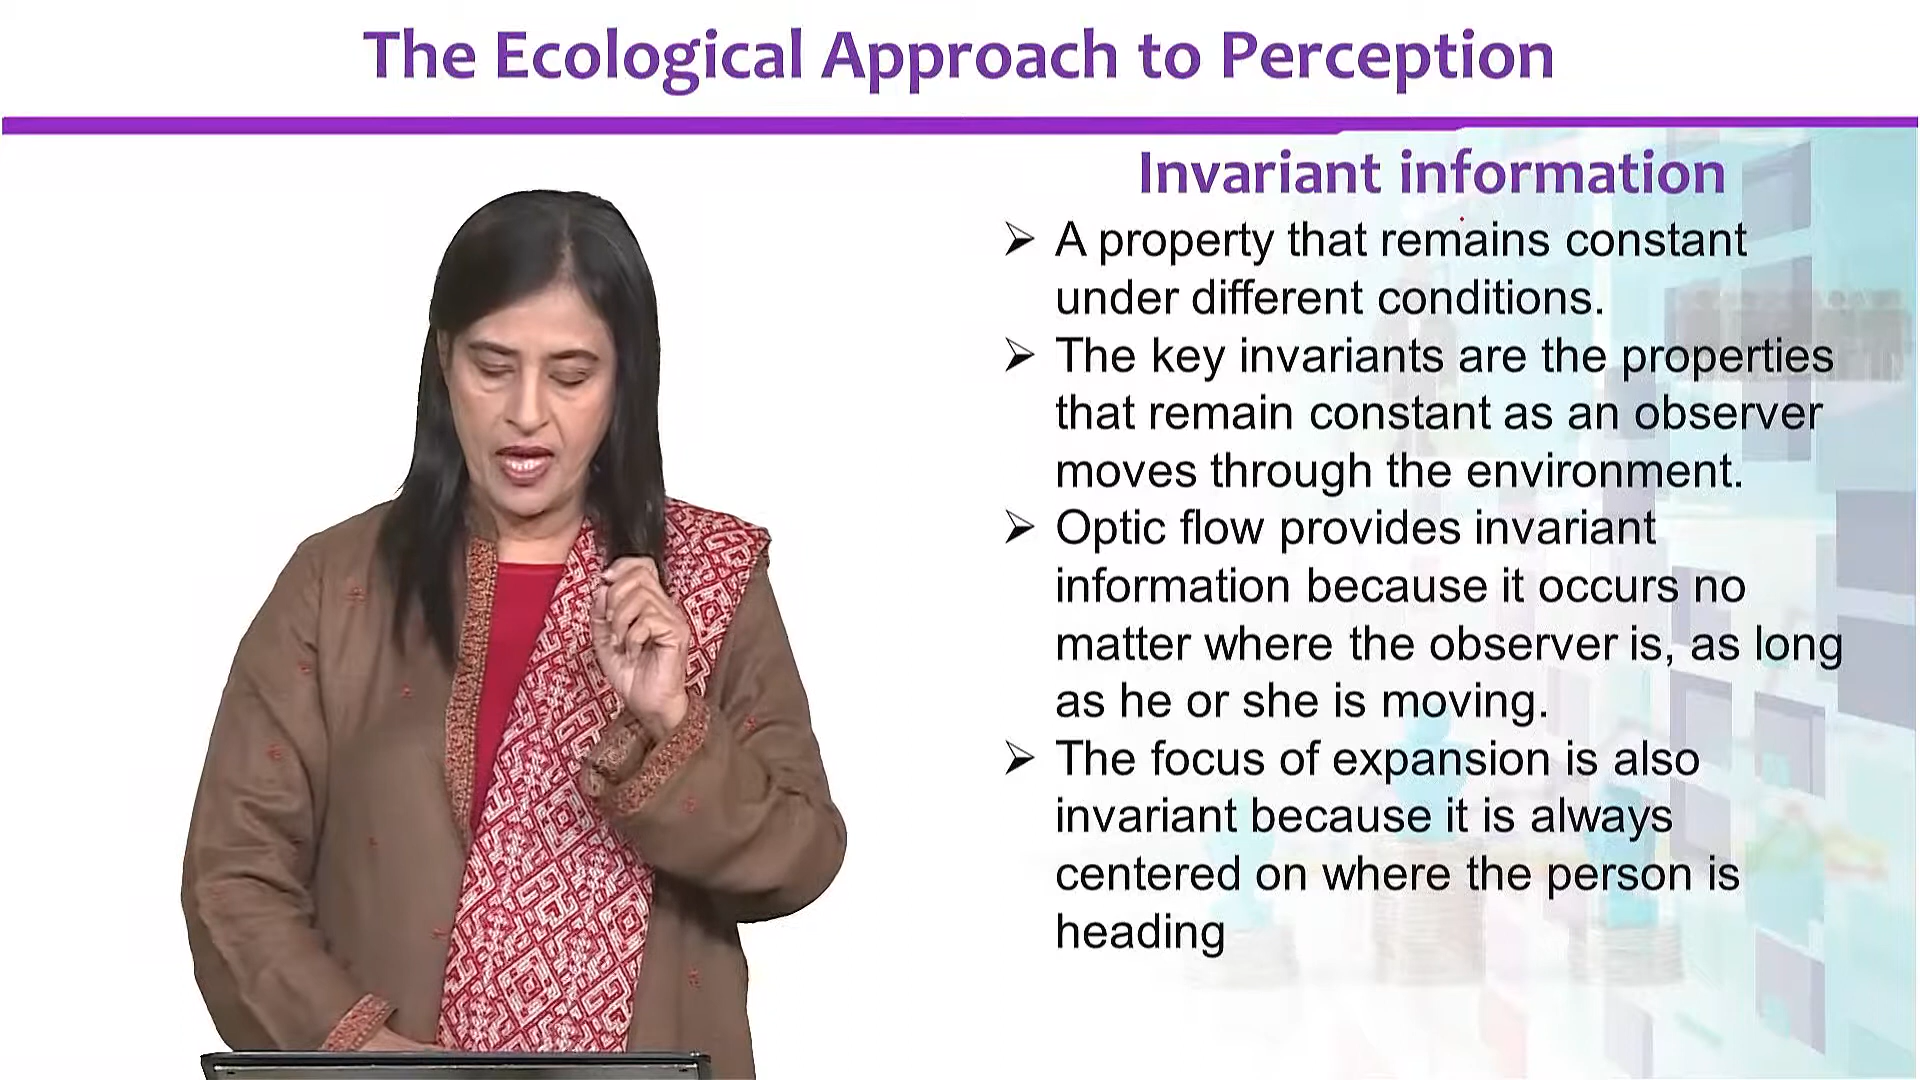 The Ecological Approach to Perception
Invariant information
➢ A property that remains constant
under different conditions.
➢ The key invariants are the properties
that remain constant as an observer
moves through the environment.
➢ Optic flow provides invariant
information because it occurs no
matter where the observer is, as long
as he or she is moving.
➢ The focus of expansion is also
invariant because it is always
centered on where the person is
heading